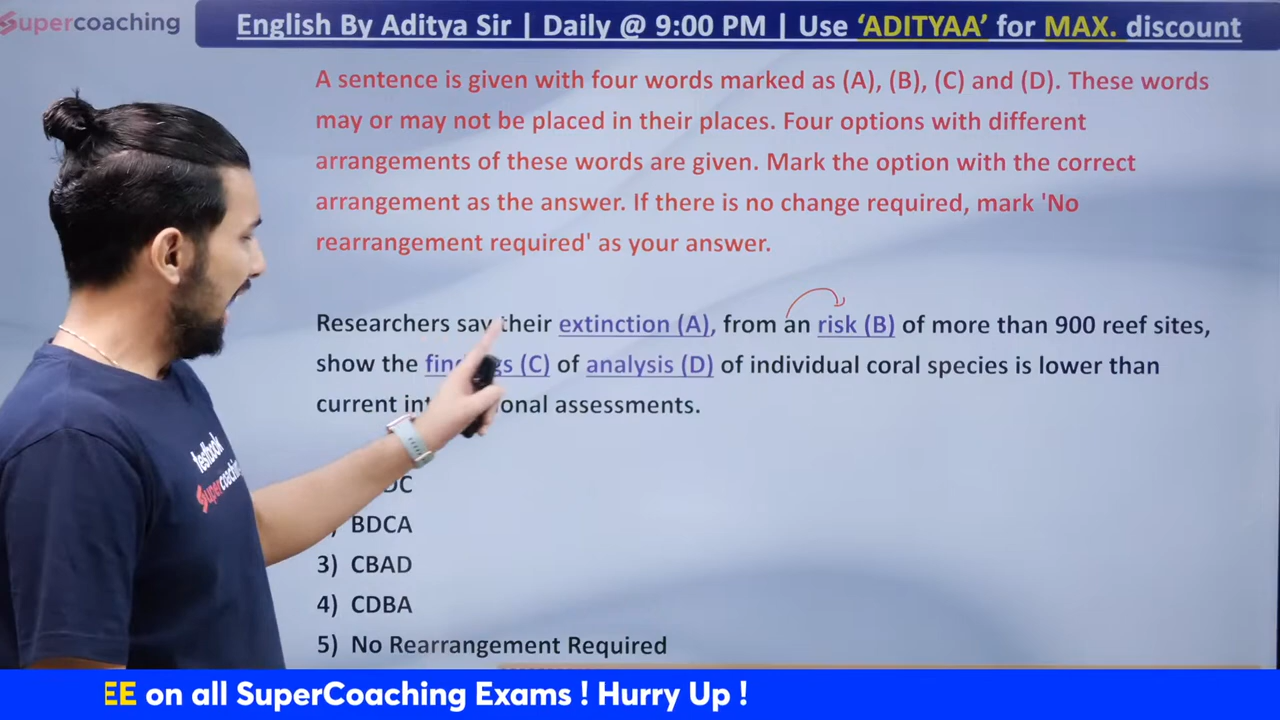 Supercoaching
English By Aditya Sir | Daily @ 9:00 PM | Use ‘ADITYAA’ for MAX. discount
A sentence is given with four words marked as (A), (B), (C) and (D). These words
may or may not be placed in their places. Four options with different
arrangements of these words are given. Mark the option with the correct
arrangement as the answer. If there is no change required, mark 'No
rearrangement required' as your answer.
Researchers say their extinction (A), from an risk (B) of more than 900 reef sites,
show the (C) of analysis (D) of individual coral species is lower than
current assessments.
2) BDCA
3) CBAD
4) CDBA
5) No Rearrangement Required
testbook
Supercoaching
EE on all SuperCoaching Exams ! Hurry Up !